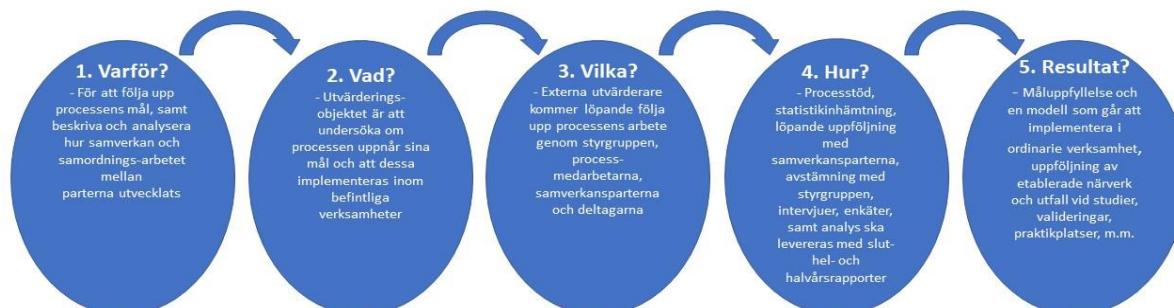 1. Varför?
- För att följa upp
processens mål, samt
beskriva och analysera
hur samverkan och
samordnings-arbetet
mellan
parterna utvecklats
2. Vad?
- Utvärderings-
objektet är att
undersöka om
processen uppnår sina
mål och att dessa
implementeras inom
befintliga
verksamheter
3. Vilka?
- Externa utvärderare
kommer löpande följa
upp processens arbete
genom styrgruppen,
process-
medarbetarna,
samverkansparterna
och deltagarna
4. Hur?
- Processtöd,
statistikinhämtning,
löpande uppföljning
med
samverkansparterna,
avstämning med
styrgruppen,
intervjuer, enkäter,
samt analys ska
levereras med slut-
hel- och
halvårsrapporter
5. Resultat?
- Måluppfyllelse och
en modell som går att
implementera i
ordinarie verksamhet,
uppföljning av
etablerade närverk
och utfall vid studier,
valideringar,
praktikplatser, m.m.